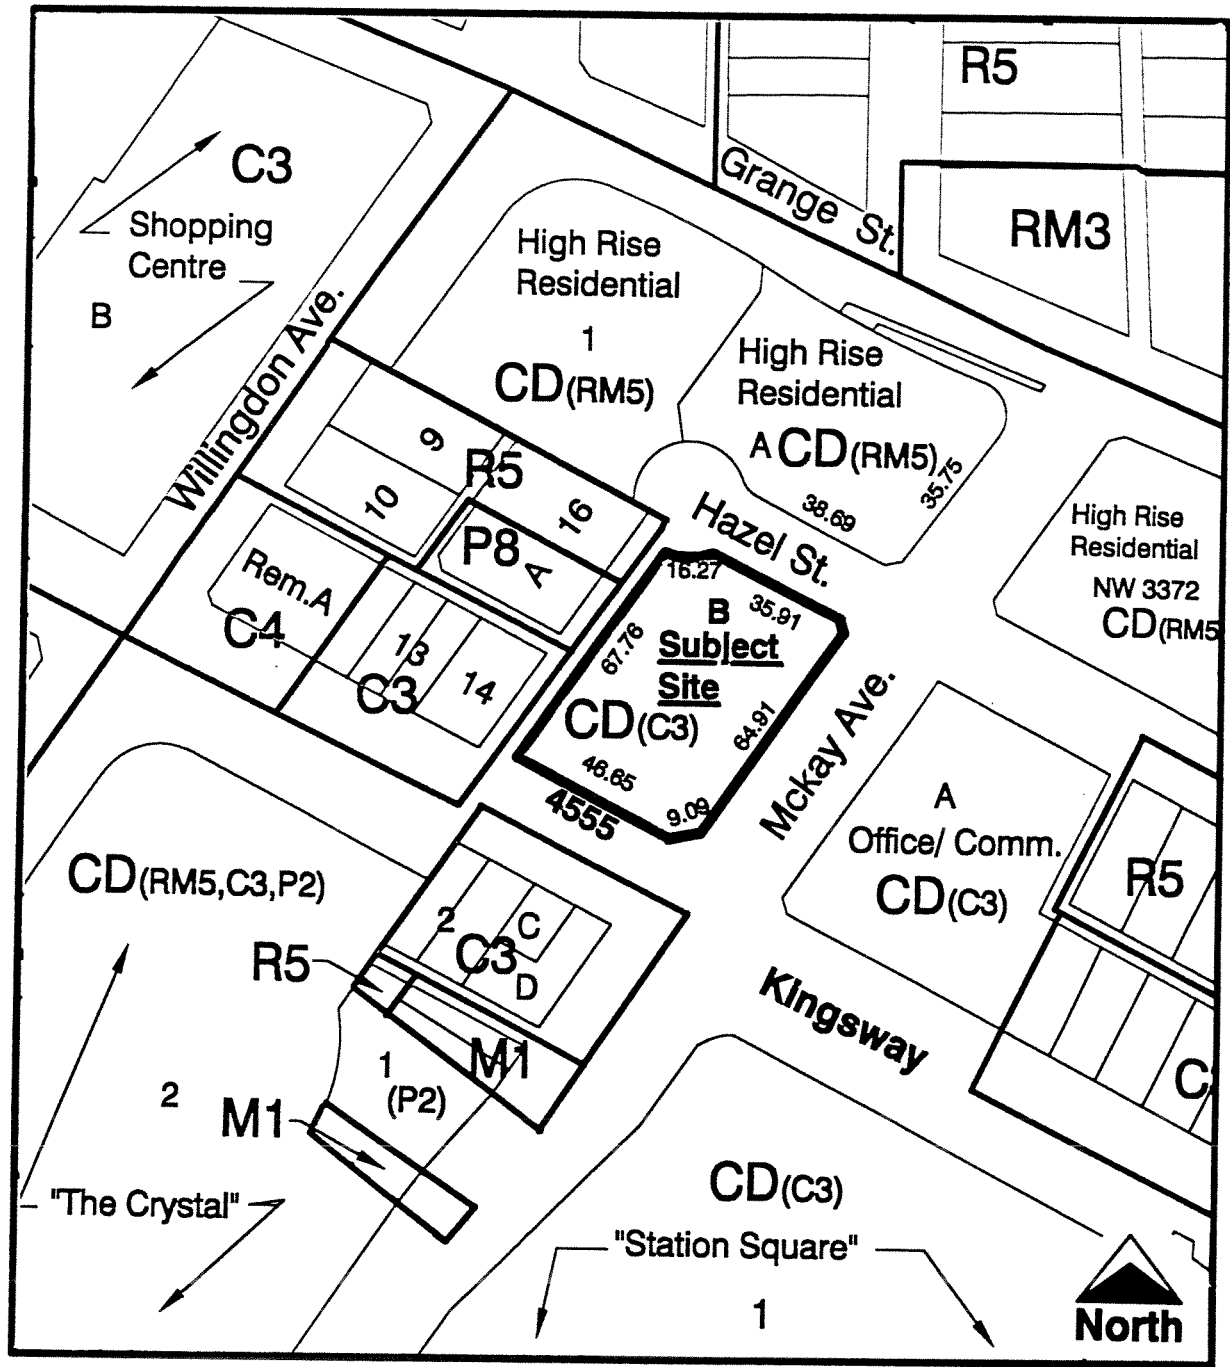 R5
Grange St.
RM3
C3
Shopping
Centre
B
Willingdon Ave.
High Rise
Residential
1
CD(RM5)
High Rise
Residential
A CD(RM5)
38.69
35.75
High Rise
Residential
NW 3372
CD(RM5
9
R5
10
16
P8
A
Hazel St.
Rem.A
C4
13
C3
14
16.27
B
35.91
Subject
Site
67.76
CD(C3)
64.91
46.65
9.09
4555
Mckay Ave.
A
Office/ Comm.
CD(C3)
R5
CD(RM5,C3,P2)
2
C
C3
D
R5
M1
1
(P2)
2
M1
Kingsway
"The Crystal"
CD(C3)
"Station Square"
1
North